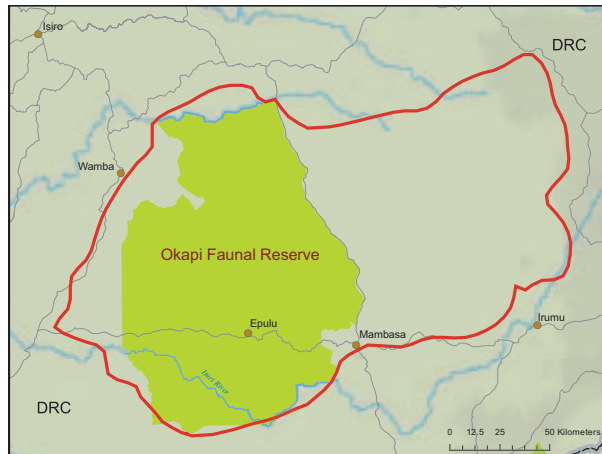 Isiro
DRC
Wamba
Okapi Faunal Reserve
Epulu
Mambasa
Irumu
Ituri River
DRC
0 12.5 25 50 Kilometers